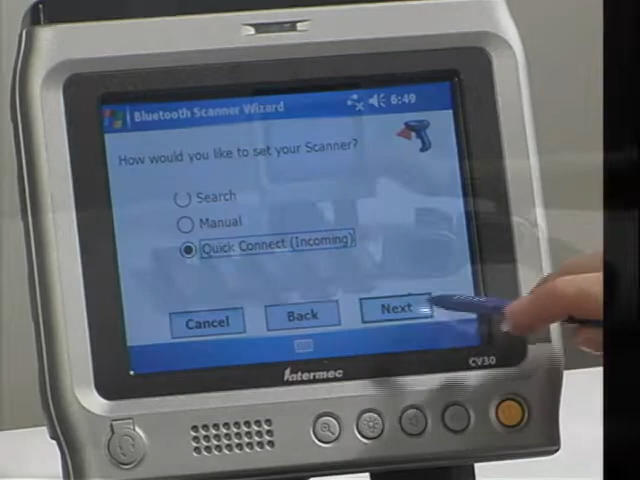 Bluetooth Scanner Wizard 6:49
How would you like to set your Scanner?
Search
Manual
Quick Connect (Incoming)
Cancel Back Next
Intermec
CV30